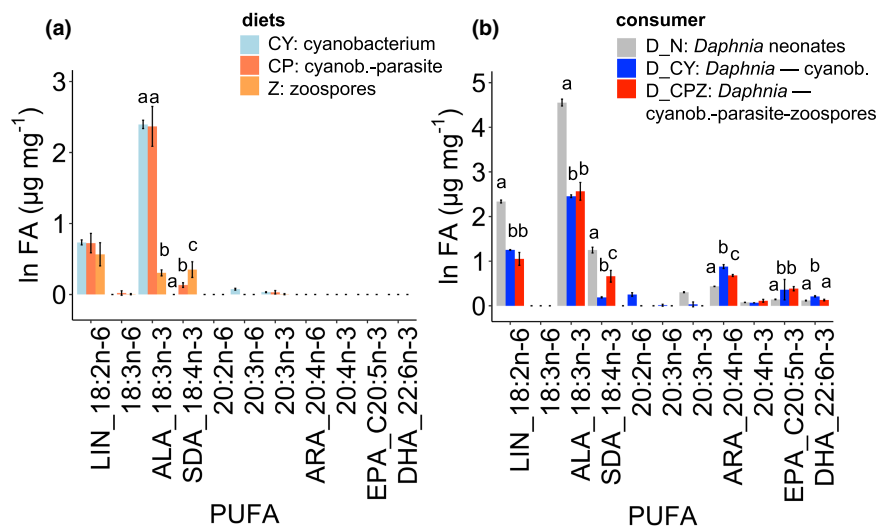 (a)
diets
CY: cyanobacterium
CP: cyanob.-parasite
Z: zoospores
ln FA (µg mg⁻¹)
3
2
1
0
a a
b
a
b
c
LIN_18:2n-6
18:3n-6
ALA_18:3n-3
SDA_18:4n-3
20:2n-6
20:3n-6
20:3n-3
ARA_20:4n-6
20:4n-3
EPA_C20:5n-3
DHA_22:6n-3
PUFA
(b)
consumer
D_N: Daphnia neonates
D_CY: Daphnia — cyanob.
D_CPZ: Daphnia —
cyanob.-parasite-zoospores
ln FA (µg mg⁻¹)
5
4
3
2
1
0
a
bb
a
b b
a
b
c
a
b
c
a
bb
a
b
a
LIN_18:2n-6
18:3n-6
ALA_18:3n-3
SDA_18:4n-3
20:2n-6
20:3n-6
20:3n-3
ARA_20:4n-6
20:4n-3
EPA_C20:5n-3
DHA_22:6n-3
PUFA